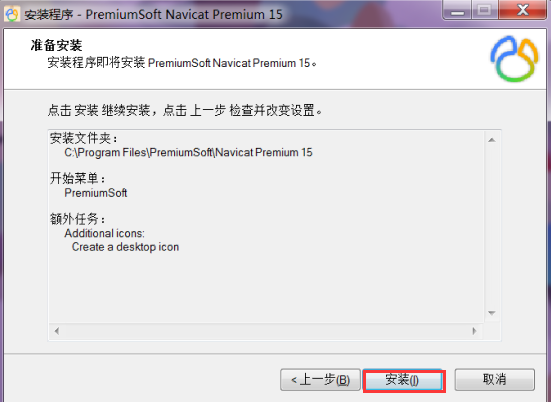 安装程序 - PremiumSoft Navicat Premium 15
准备安装
安装程序即将安装 PremiumSoft Navicat Premium 15。
点击 安装 继续安装，点击 上一步 检查并改变设置。
安装文件夹：
C:\Program Files\PremiumSoft\Navicat Premium 15
开始菜单：
PremiumSoft
額外任务：
Additional icons:
Create a desktop icon
< 上一步(B) 安装(I) 取消